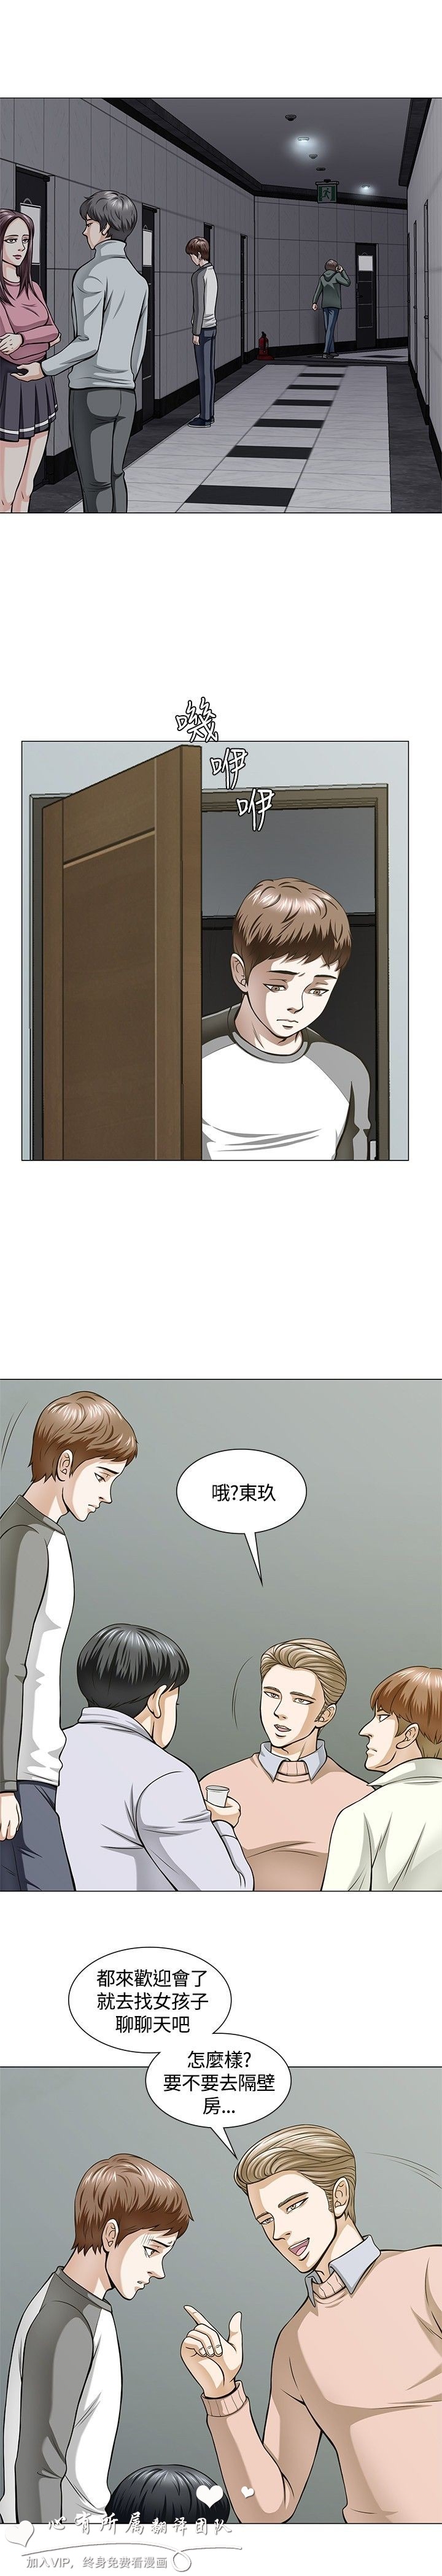 嘰
咿
咿
哦?東玖
都來歡迎會了
就去找女孩子
聊聊天吧
怎麼樣?
要不要去隔壁
房...
心有所属翻译团队
加入VIP，终身免费看漫画